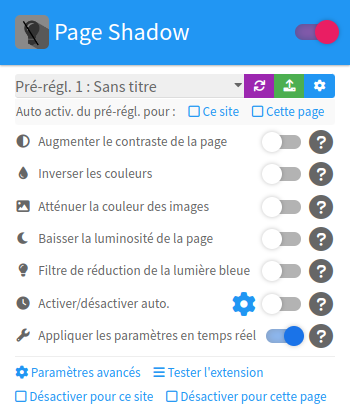 Page Shadow
Pré-régl. 1 : Sans titre
Auto activ. du pré-régl. pour : Ce site Cette page
Augmenter le contraste de la page ?
Inverser les couleurs ?
Atténuer la couleur des images ?
Baisser la luminosité de la page ?
Filtre de réduction de la lumière bleue ?
Activer/désactiver auto. ?
Appliquer les paramètres en temps réel ?
Paramètres avancés Tester l'extension
Désactiver pour ce site Désactiver pour cette page